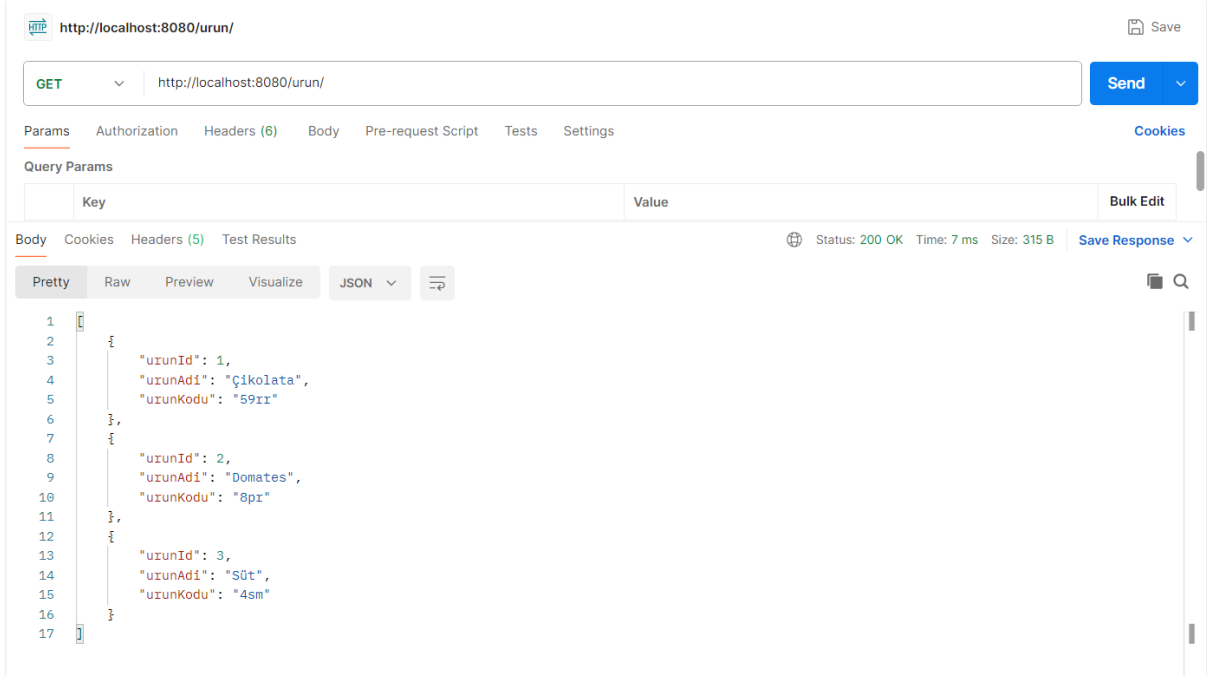 HTTP http://localhost:8080/urun/ Save
GET http://localhost:8080/urun/ Send
Params Authorization Headers (6) Body Pre-request Script Tests Settings Cookies
Query Params
Key Value Bulk Edit
Body Cookies Headers (5) Test Results Status: 200 OK Time: 7 ms Size: 315 B Save Response
Pretty Raw Preview Visualize JSON
1 [
2 {
3 "urunId": 1,
4 "urunAdi": "Çikolata",
5 "urunKodu": "59rr"
6 },
7 {
8 "urunId": 2,
9 "urunAdi": "Domates",
10 "urunKodu": "8pr"
11 },
12 {
13 "urunId": 3,
14 "urunAdi": "Süt",
15 "urunKodu": "4sm"
16 }
17 ]